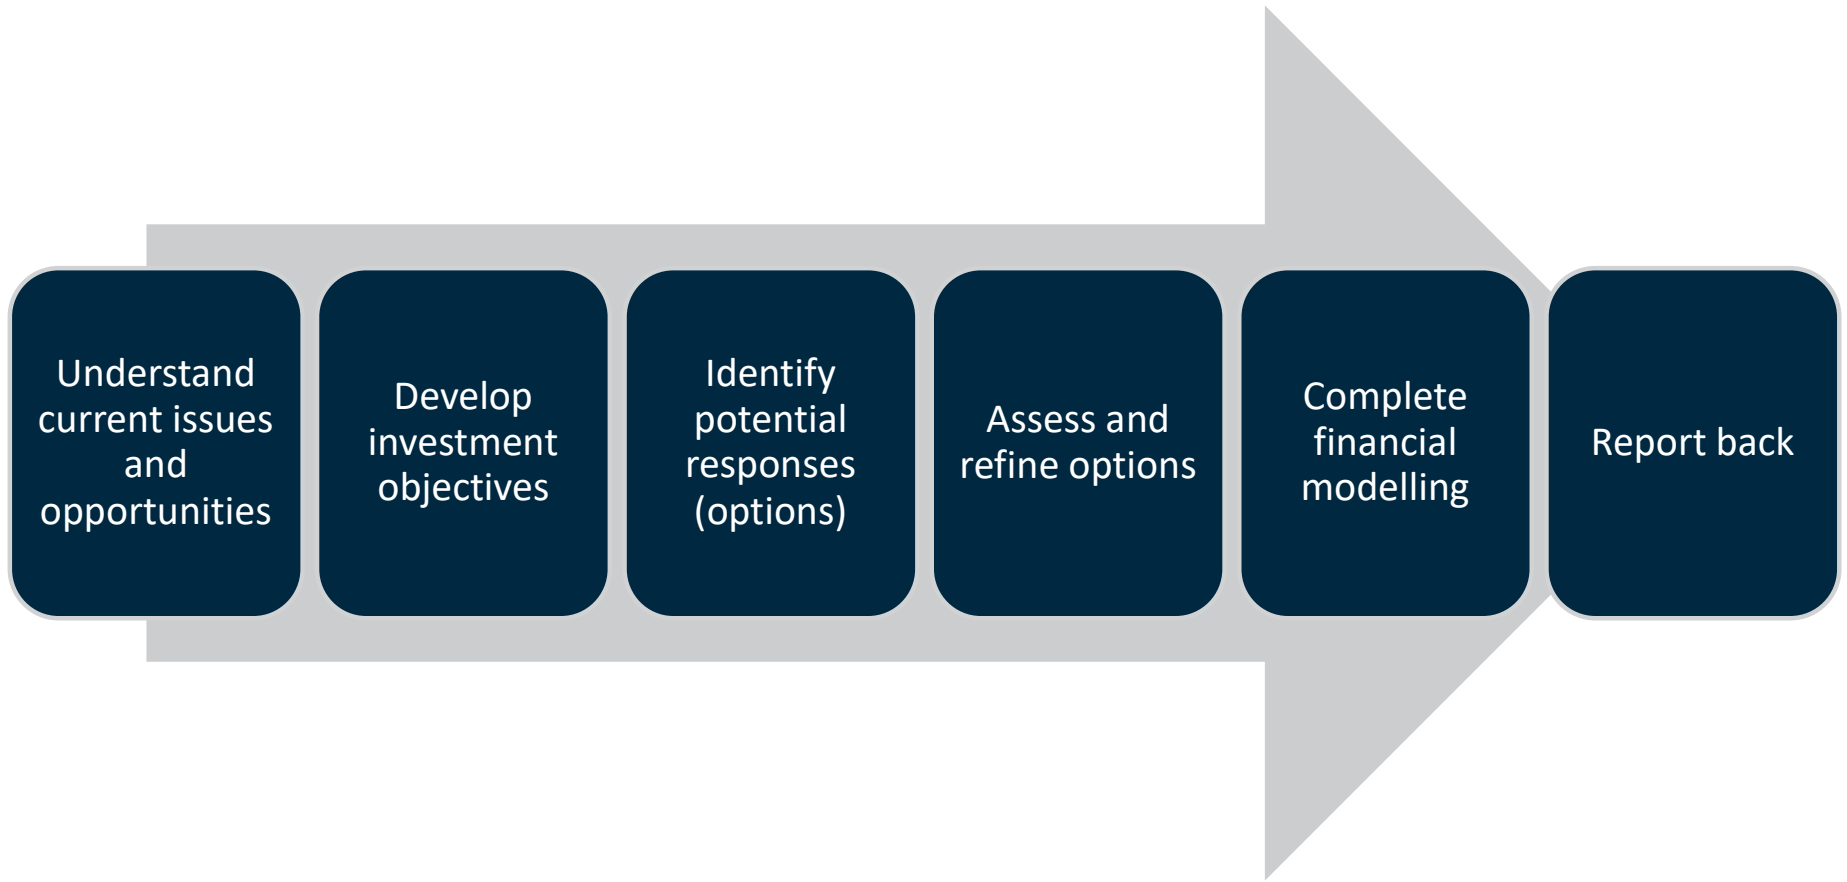 Understand
current issues
and
opportunities
Develop
investment
objectives
Identify
potential
responses
(options)
Assess and
refine options
Complete
financial
modelling
Report back